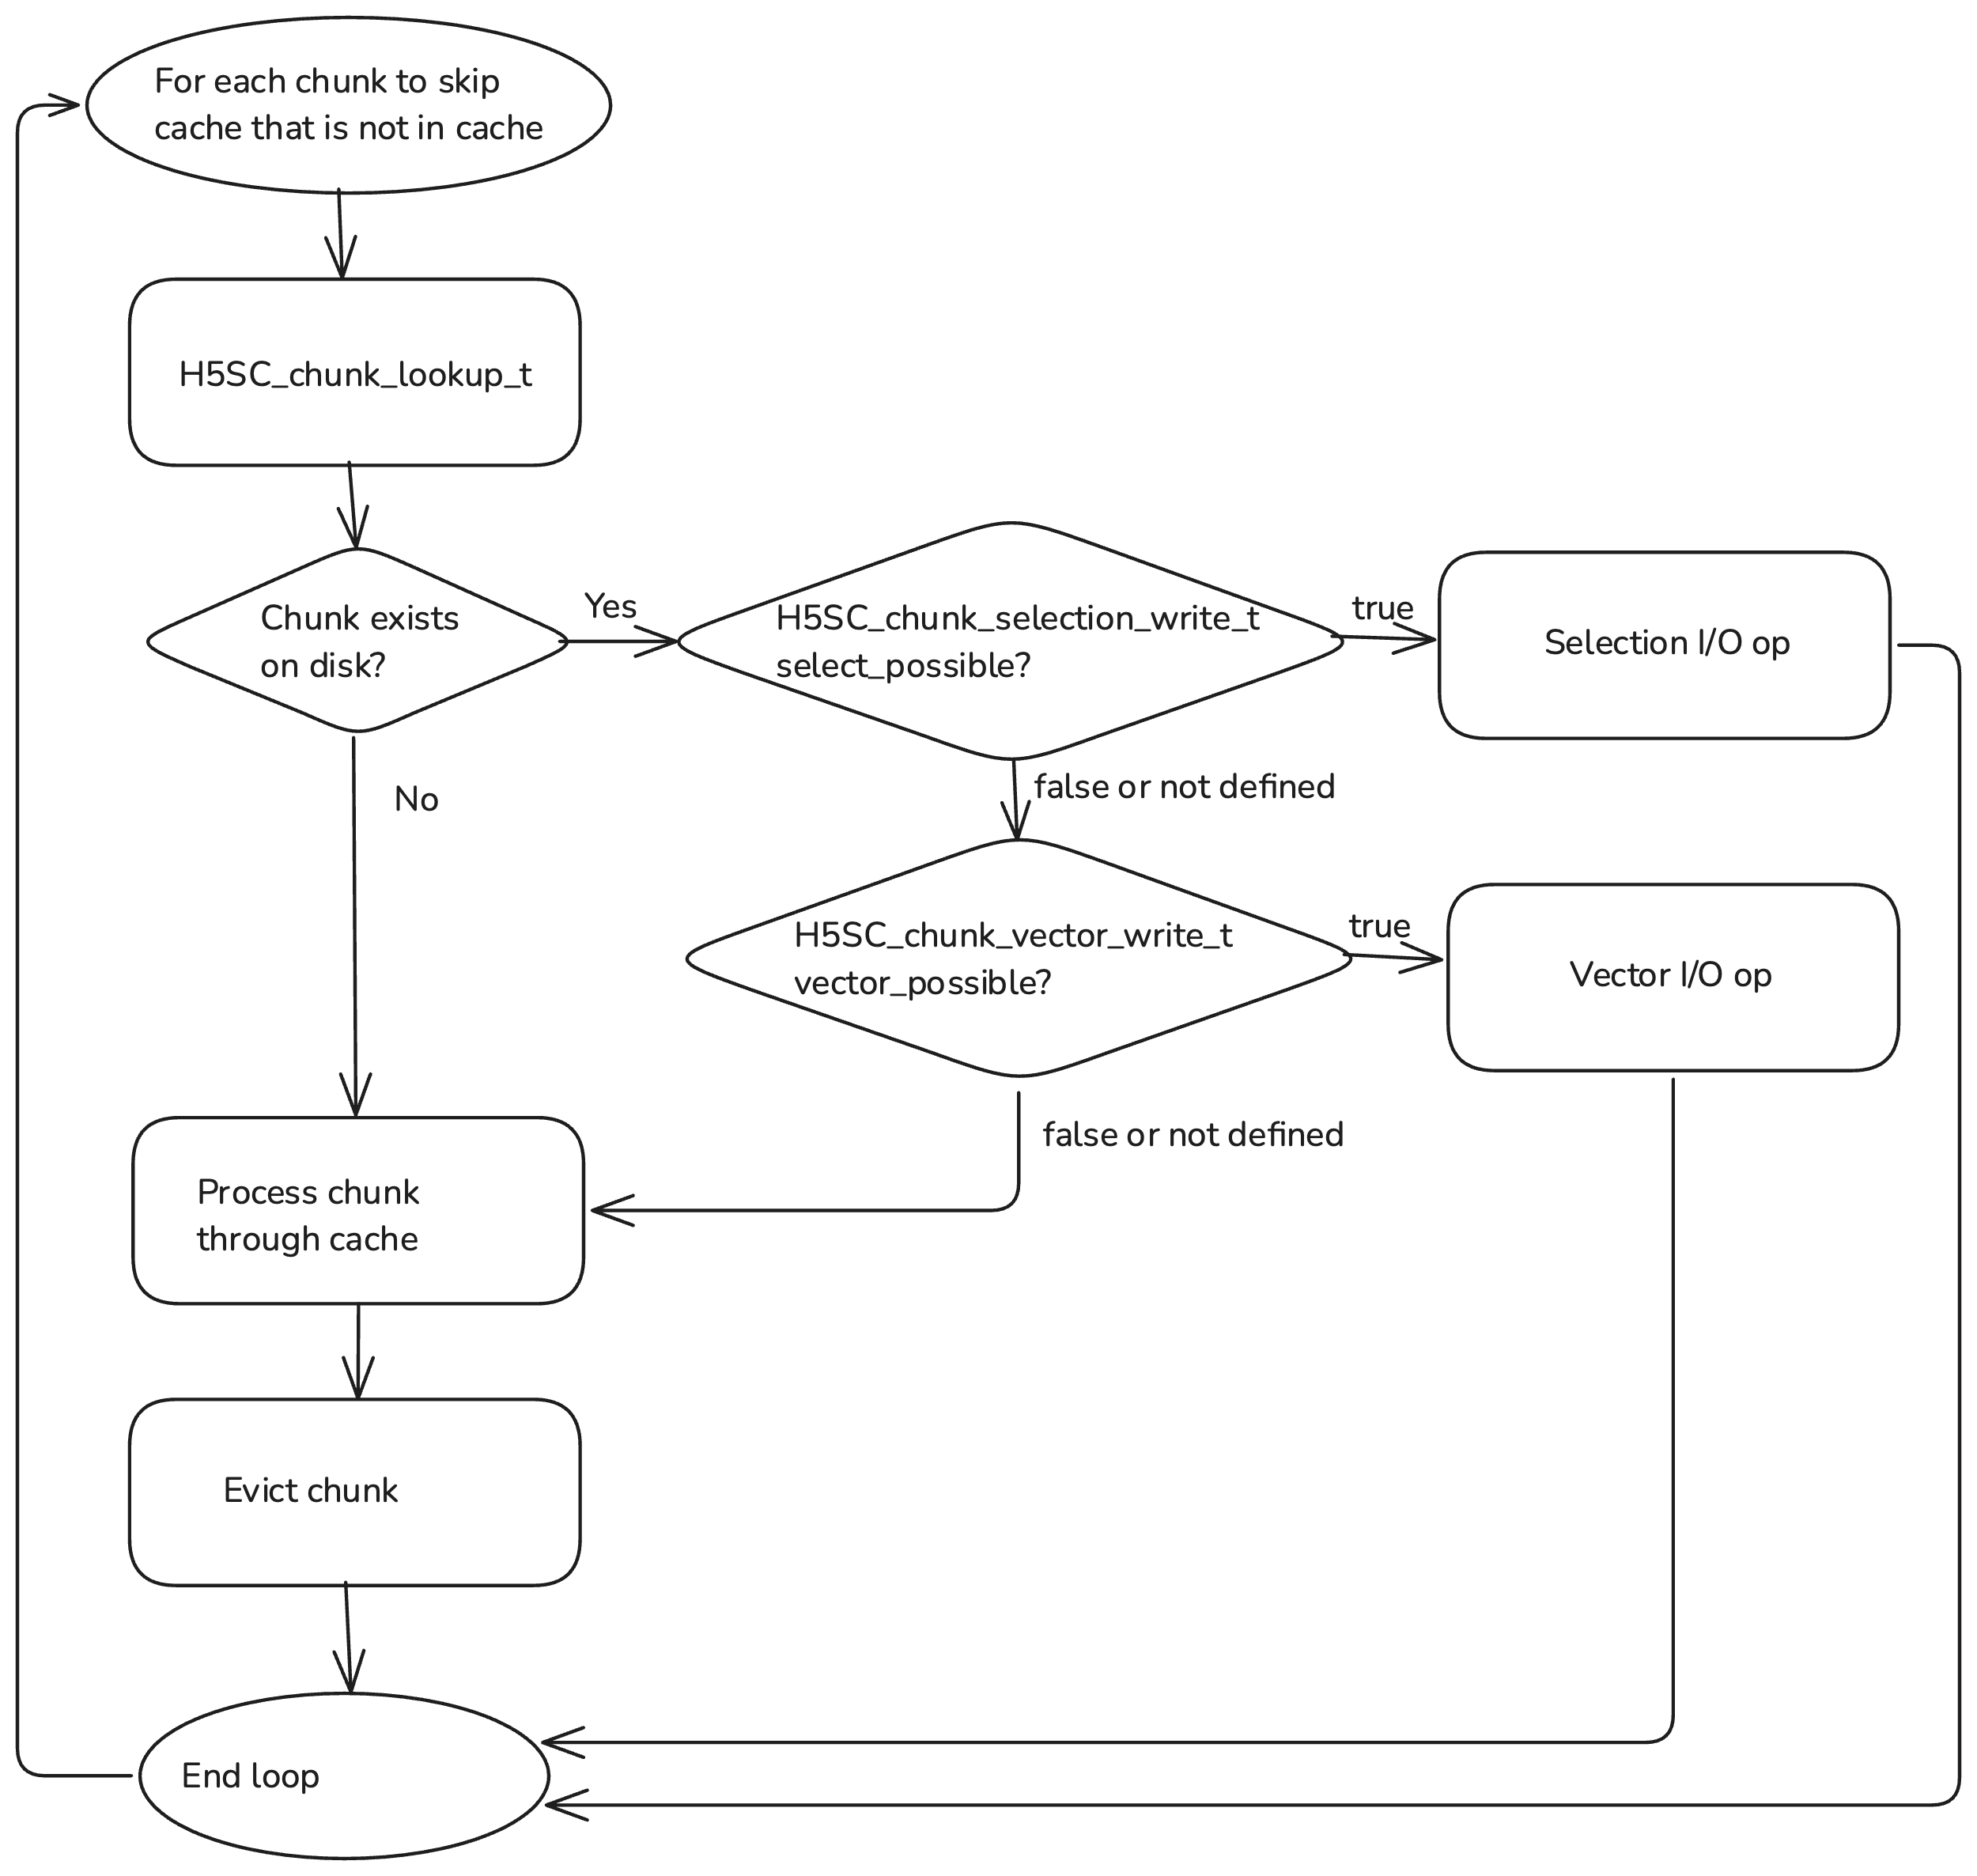 For each chunk to skip
cache that is not in cache
H5SC_chunk_lookup_t
Chunk exists
on disk?
Yes
H5SC_chunk_selection_write_t
select_possible?
true
Selection I/O op
No
false or not defined
H5SC_chunk_vector_write_t
vector_possible?
true
Vector I/O op
false or not defined
Process chunk
through cache
Evict chunk
End loop